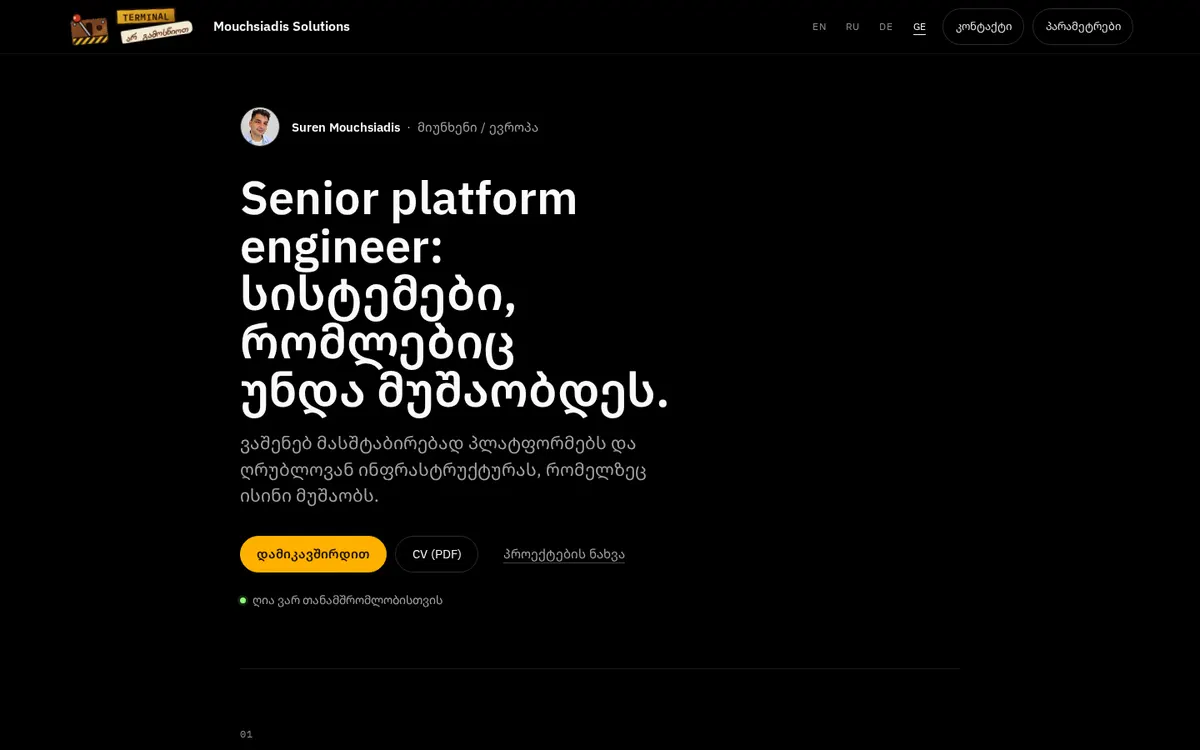 TERMINAL
არ გამოსწიოთ
Mouchsiadis Solutions
EN RU DE GE
კონტაქტი
პარამეტრები
Suren Mouchsiadis · მიუნხენი / ევროპა
Senior platform
engineer:
სისტემები,
რომლებიც
უნდა მუშაობდეს.
ვაშენებ მასშტაბირებად პლატფორმებს და
ღრუბლოვან ინფრასტრუქტურას, რომელზეც
ისინი მუშაობს.
დამიკავშირდით
CV (PDF)
პროექტების ნახვა
ღია ვარ თანამშრომლობისთვის
01